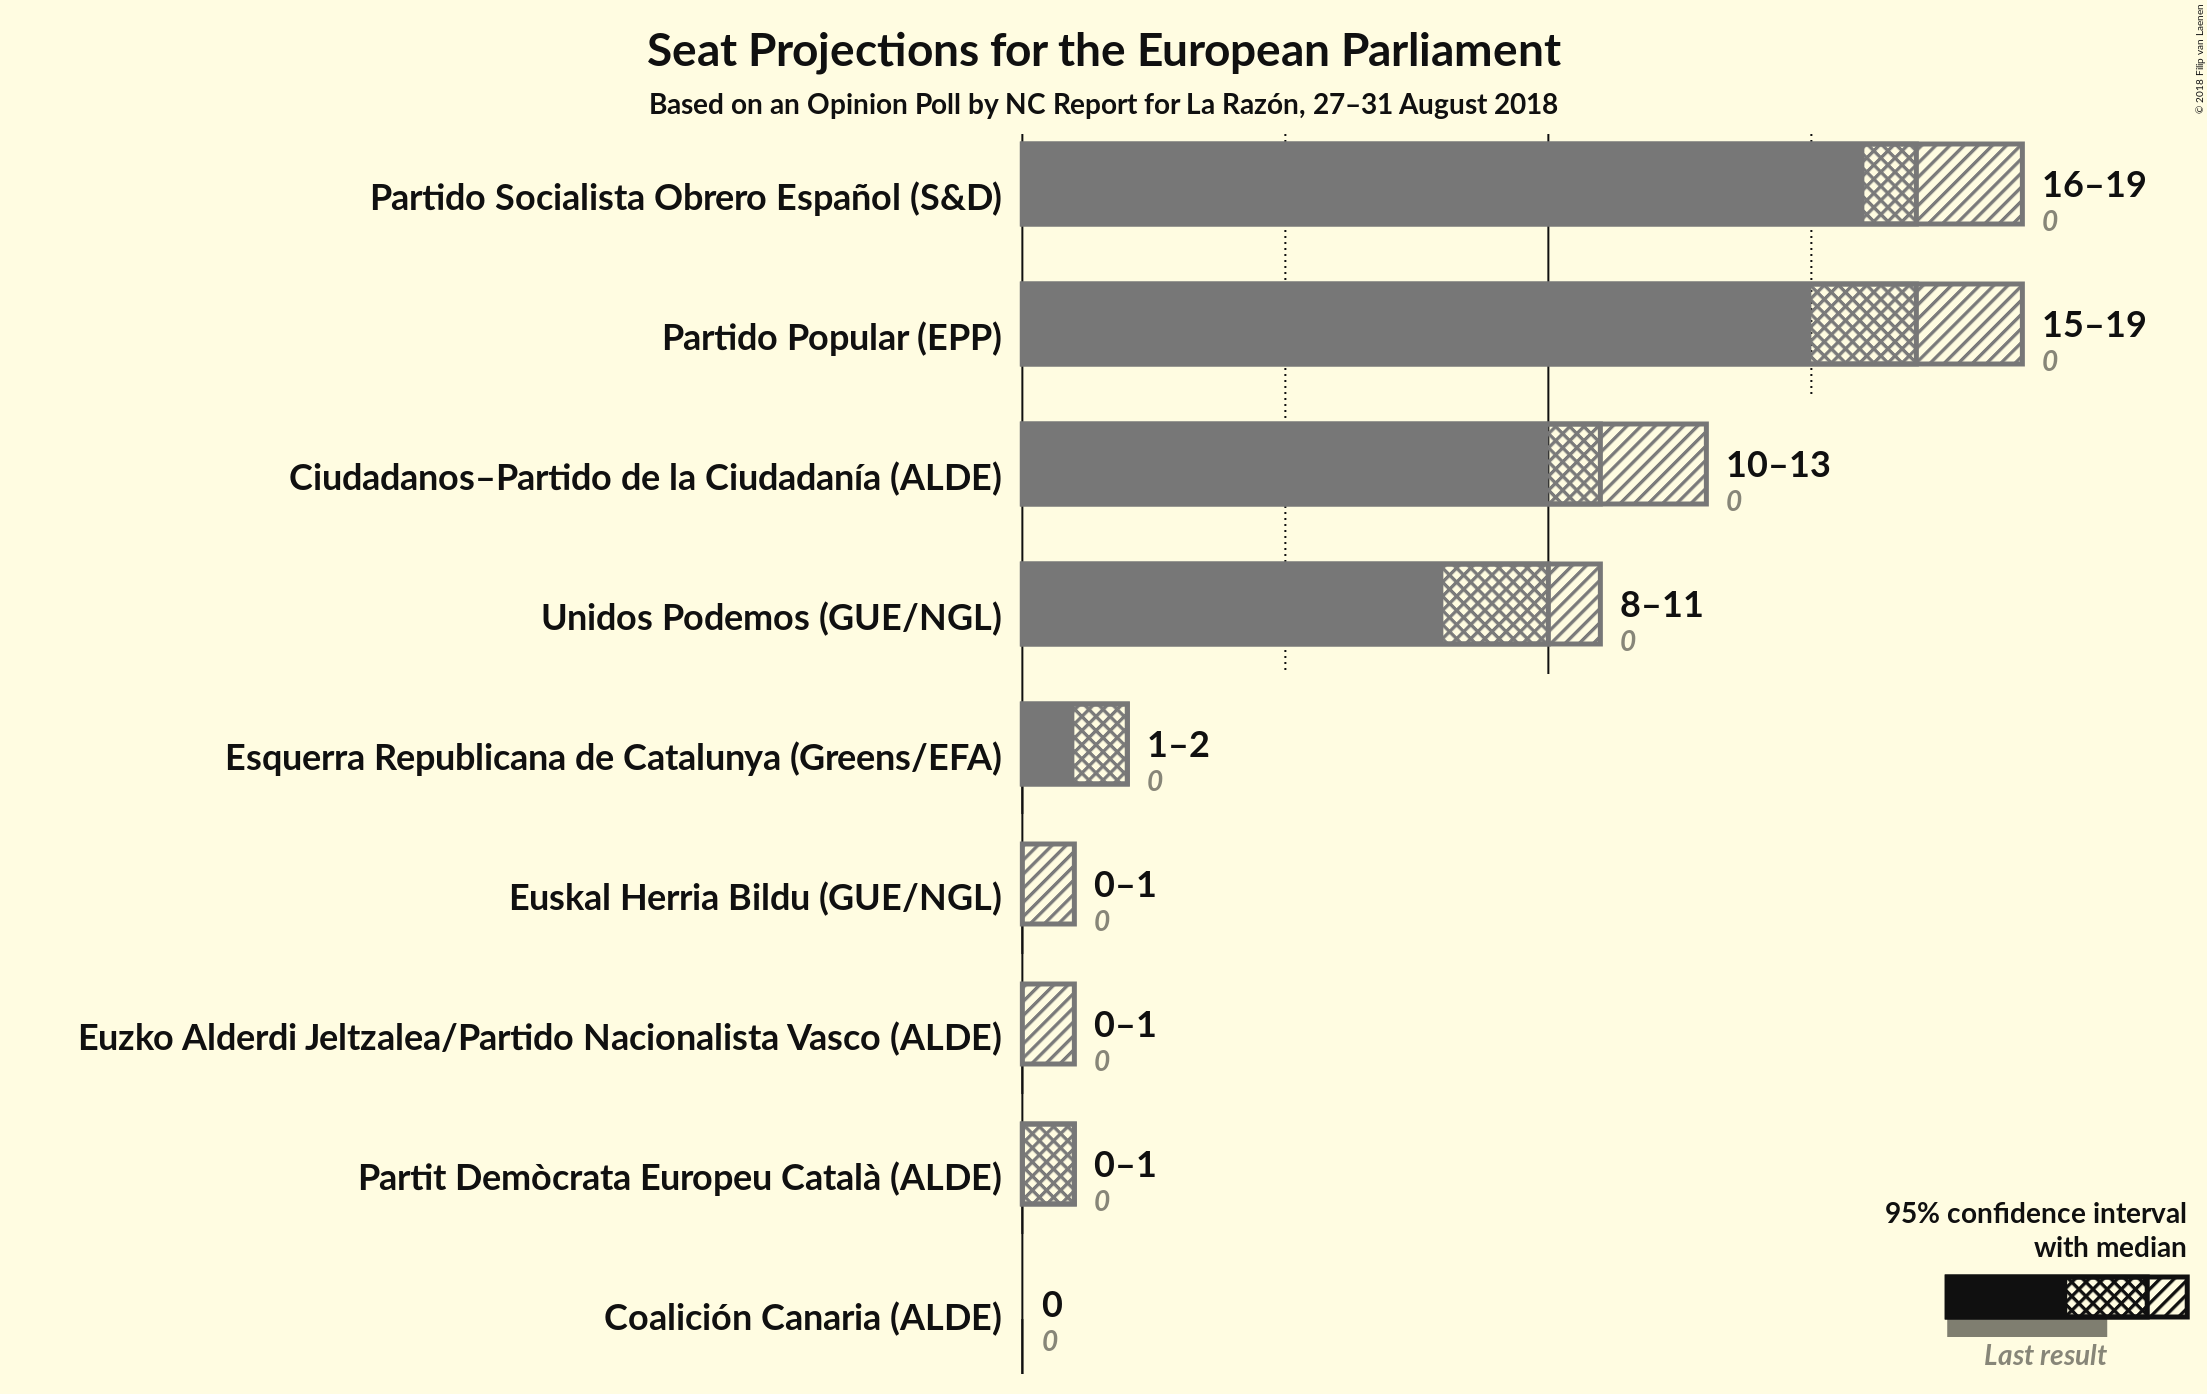 Seat Projections for the European Parliament
Based on an Opinion Poll by NC Report for La Razón, 27–31 August 2018
© 2018 Filip van Laenen
Partido Socialista Obrero Español (S&D)
16–19
0
Partido Popular (EPP)
15–19
0
Ciudadanos–Partido de la Ciudadanía (ALDE)
10–13
0
Unidos Podemos (GUE/NGL)
8–11
0
Esquerra Republicana de Catalunya (Greens/EFA)
1–2
0
Euskal Herria Bildu (GUE/NGL)
0–1
0
Euzko Alderdi Jeltzalea/Partido Nacionalista Vasco (ALDE)
0–1
0
Partit Demòcrata Europeu Català (ALDE)
0–1
0
Coalición Canaria (ALDE)
0
0
95% confidence interval
with median
Last result